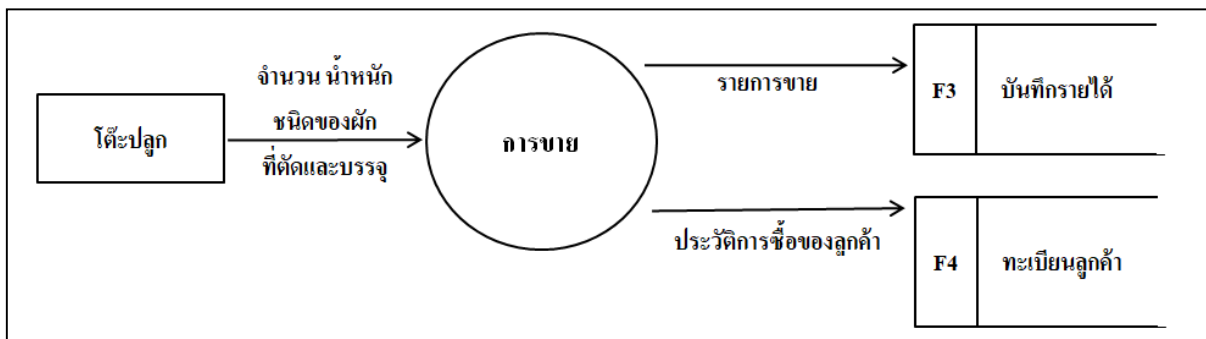 โต๊ะปลูก
จำนวน น้ำหนัก
ชนิดของผัก
ที่ตัดและบรรจุ
การขาย
รายการขาย
F3 บันทึกรายได้
ประวัติการซื้อของลูกค้า
F4 ทะเบียนลูกค้า